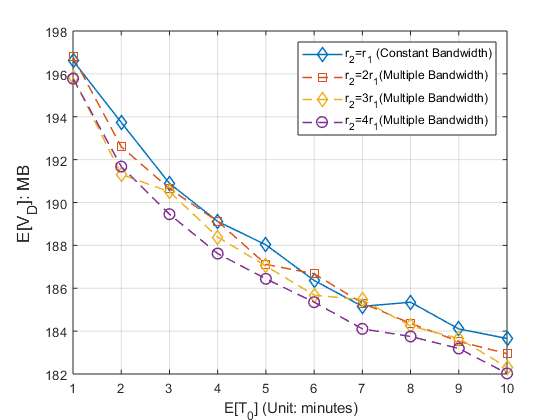 198
196
194
192
190
188
186
184
182
E[V_D]: MB
r_2=r_1 (Constant Bandwidth)
r_2=2r_1(Multiple Bandwidth)
r_2=3r_1(Multiple Bandwidth)
r_2=4r_1(Multiple Bandwidth)
1 2 3 4 5 6 7 8 9 10
E[T_0] (Unit: minutes)